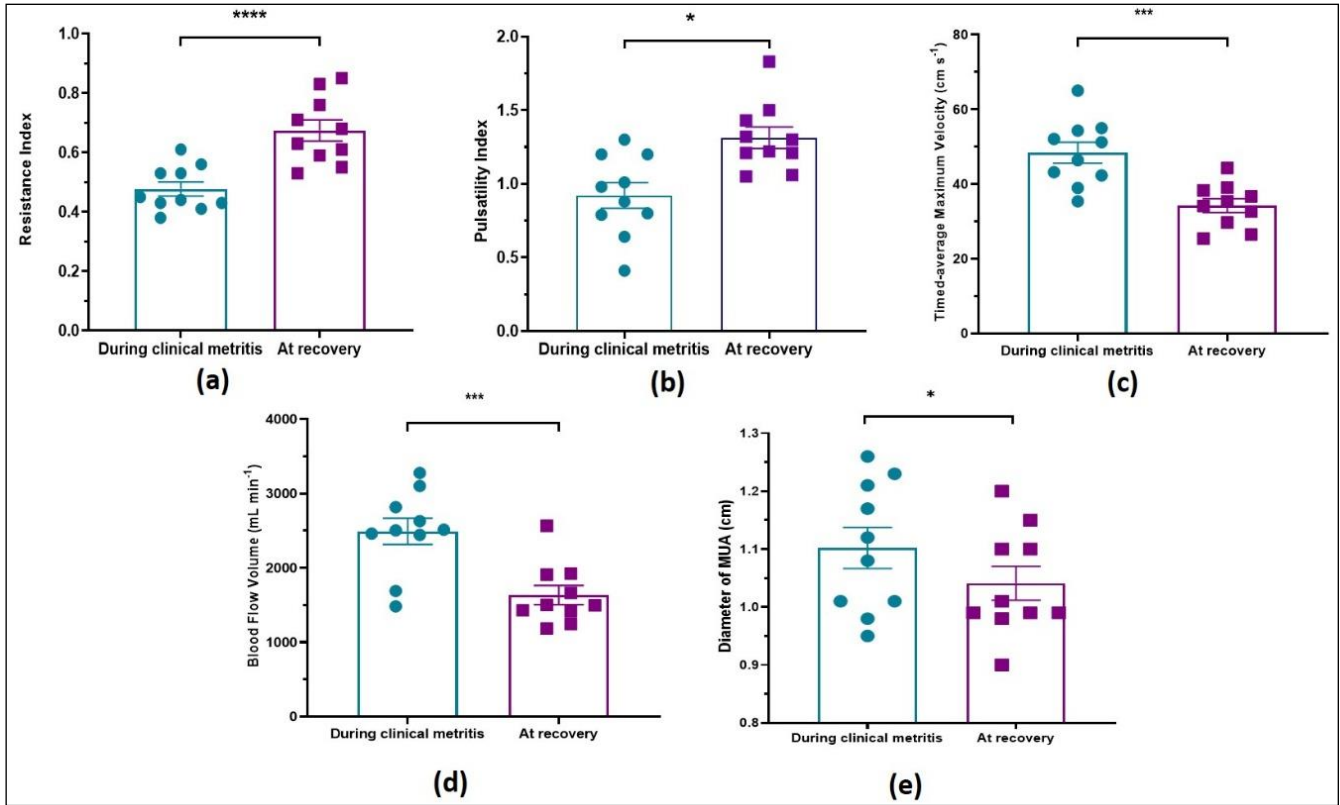 ****
Resistance Index
0.0
0.2
0.4
0.6
0.8
1.0
During clinical metritis
At recovery
(a)
*
Pulsatility Index
0.0
0.5
1.0
1.5
2.0
During clinical metritis
At recovery
(b)
***
Timed-average Maximum Velocity (cm s⁻¹)
0
20
40
60
80
During clinical metritis
At recovery
(c)
***
Blood Flow Volume (mL min⁻¹)
0
1000
2000
3000
4000
During clinical metritis
At recovery
(d)
*
Diameter of MUA (cm)
0.8
0.9
1.0
1.1
1.2
1.3
During clinical metritis
At recovery
(e)